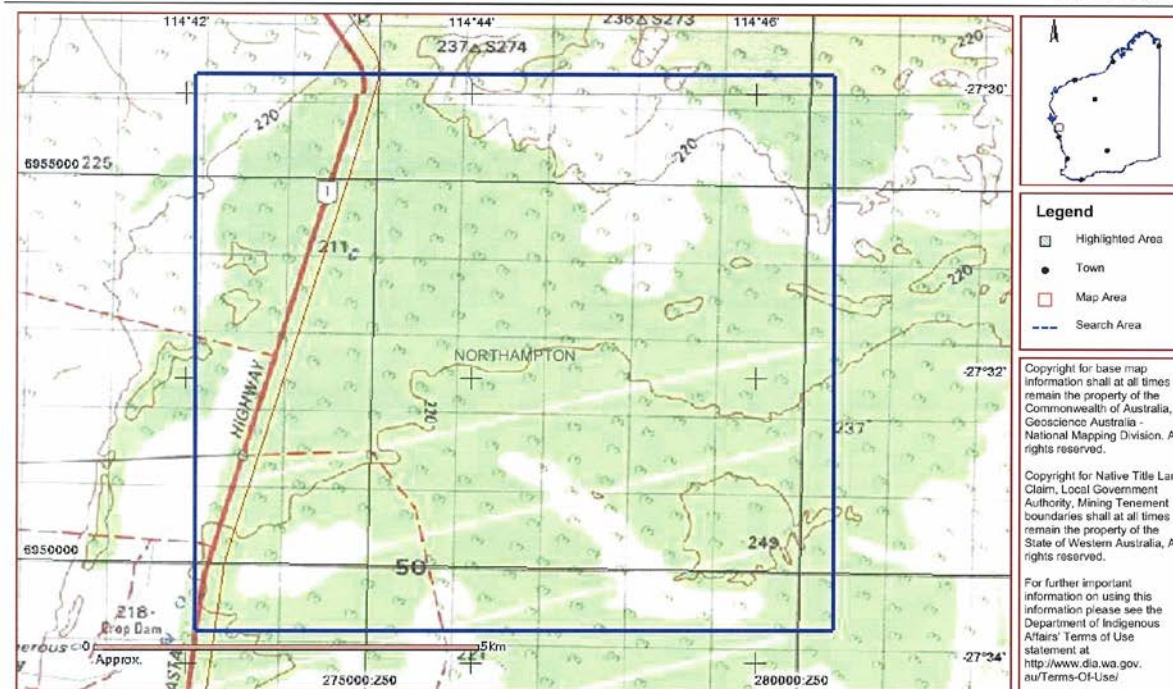 114°42'
114°44'
114°46'
238 S273
237 S274
220
-27°30'
220
220
6955000
225
1
211
220
NORTHAMPTON
-27°32'
HIGHWAY
220
237
6950000
249
50
218
Crop Dam
0
5km
Approx.
-27°34'
275000:250
280000:250
Legend
Highlighted Area
Town
Map Area
Search Area
Copyright for base map
information shall at all times
remain the property of the
Commonwealth of Australia,
Geoscience Australia -
National Mapping Division. A
rights reserved.
Copyright for Native Title Lan
Claim, Local Government
Authority, Mining Tenement
boundaries shall at all times
remain the property of the
State of Western Australia, A
rights reserved.
For further important
information on using this
information please see the
Department of Indigenous
Affairs' Terms of Use
statement at
http://www.dia.wa.gov.
au/Terms-Of-Use/